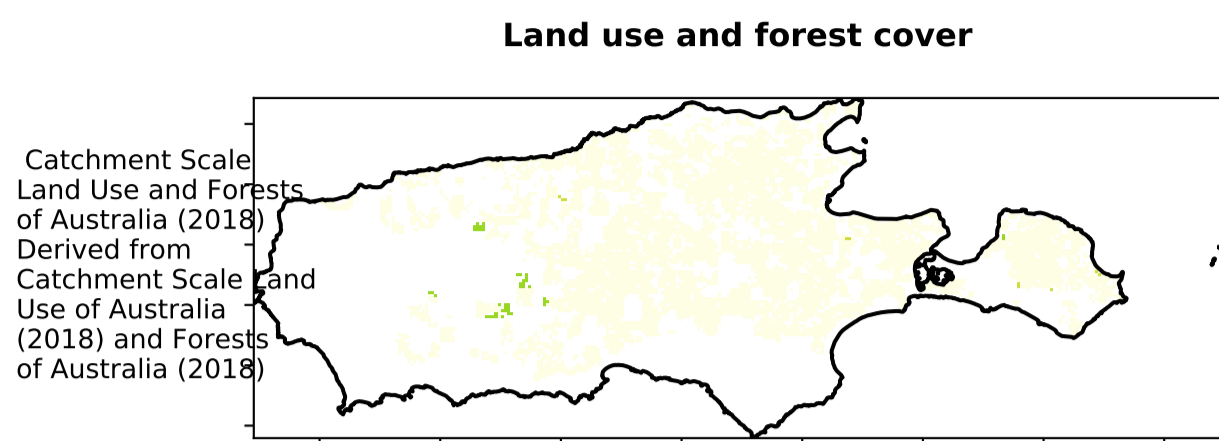 Land use and forest cover
Catchment Scale
Land Use and Forests
of Australia (2018)
Derived from
Catchment Scale Land
Use of Australia
(2018) and Forests
of Australia (2018)